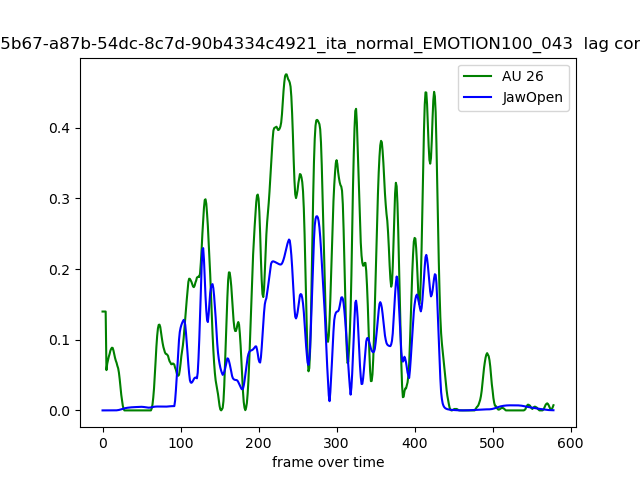 5b67-a87b-54dc-8c7d-90b4334c4921_ita_normal_EMOTION100_043 lag cor
AU 26
JawOpen
0.4
0.3
0.2
0.1
0.0
0 100 200 300 400 500 600
frame over time